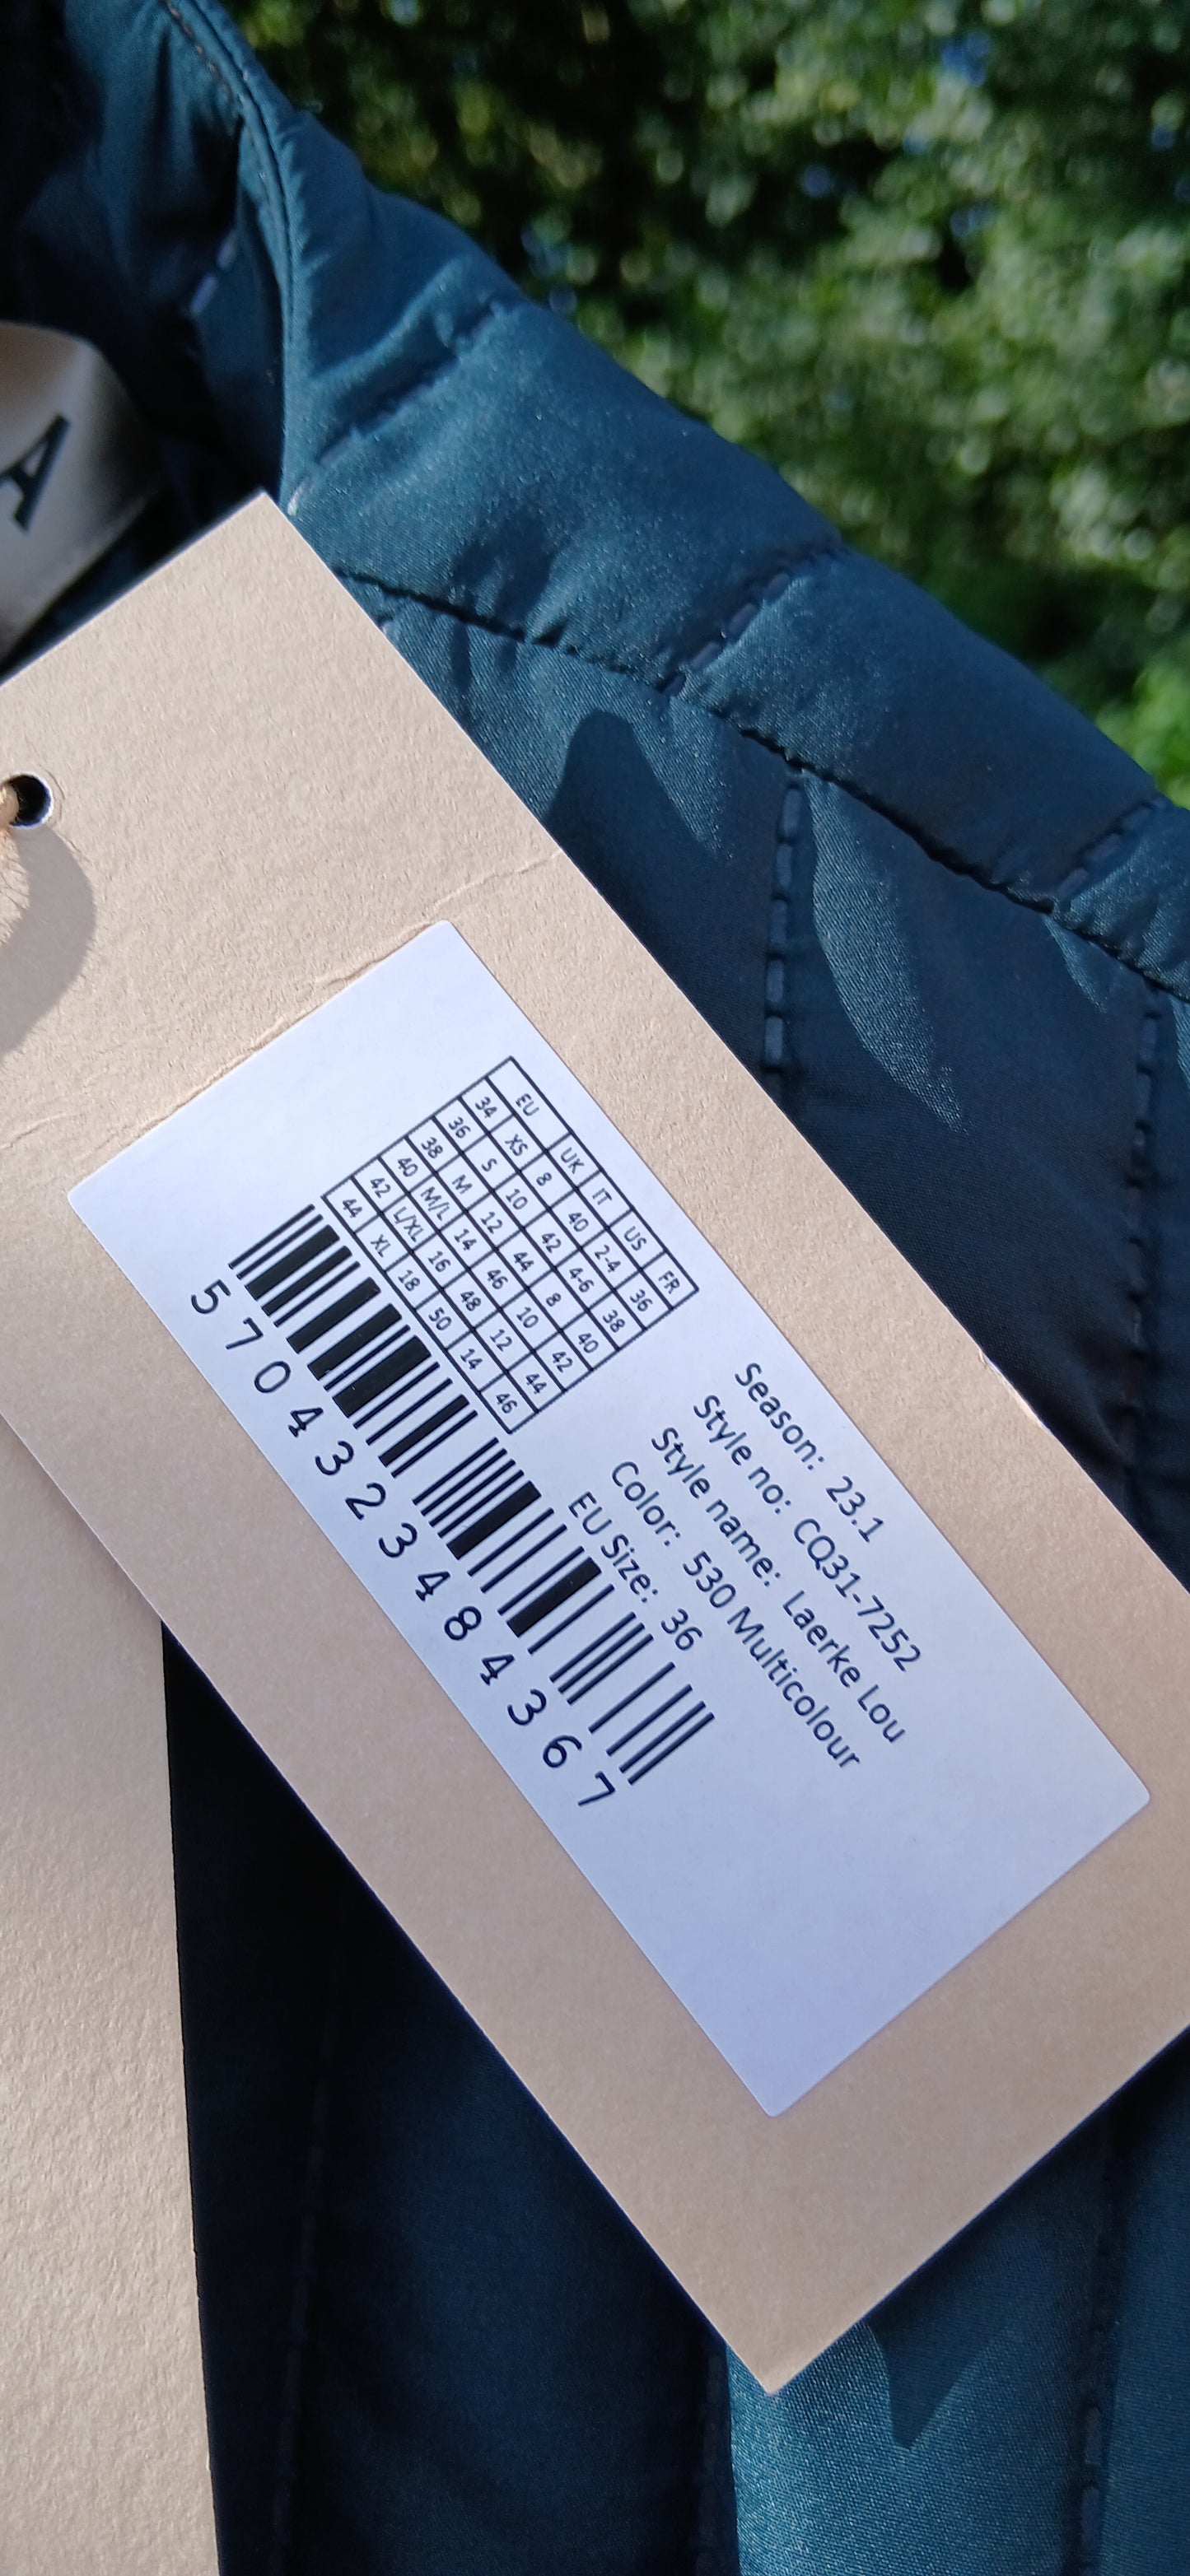 A
EU UK IT US FR
34 XS 8 40 2-4 36
36 S 10 42 4-6 38
38 M 12 44 8 40
40 M/L 14 46 10 42
42 L/XL 16 48 12 44
44 XL 18 50 14 46
Season: 23.1
Style no: CQ31-7252
Style name: Laerke Lou
Color: 530 Multicolour
EU Size: 36
5704323484367